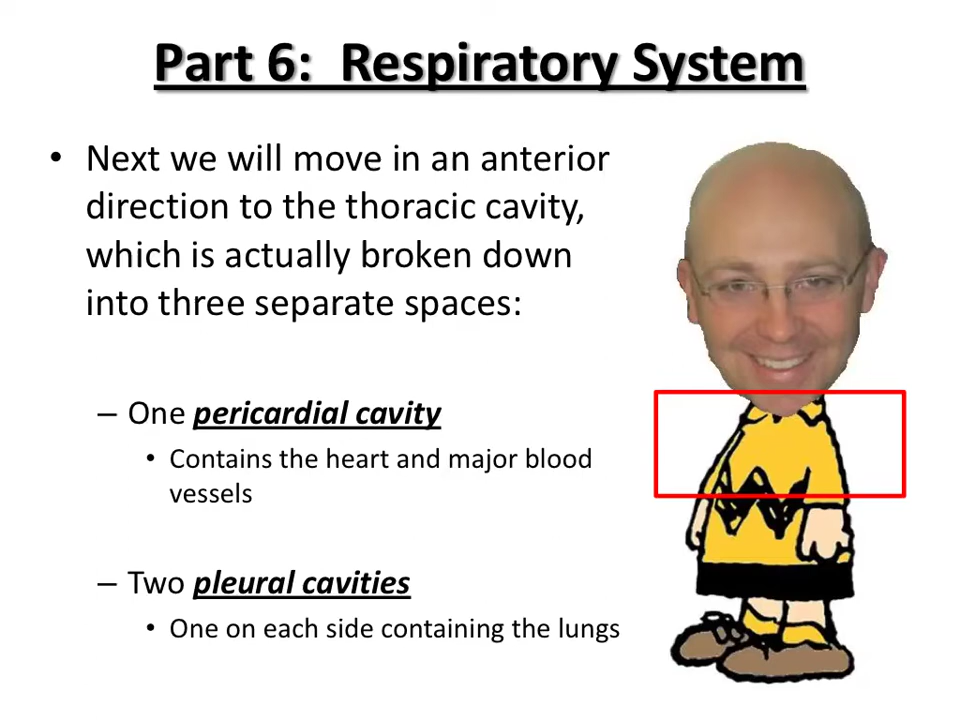 Part 6:  Respiratory System
• Next we will move in an anterior
direction to the thoracic cavity,
which is actually broken down
into three separate spaces:
– One pericardial cavity
• Contains the heart and major blood
vessels
– Two pleural cavities
• One on each side containing the lungs